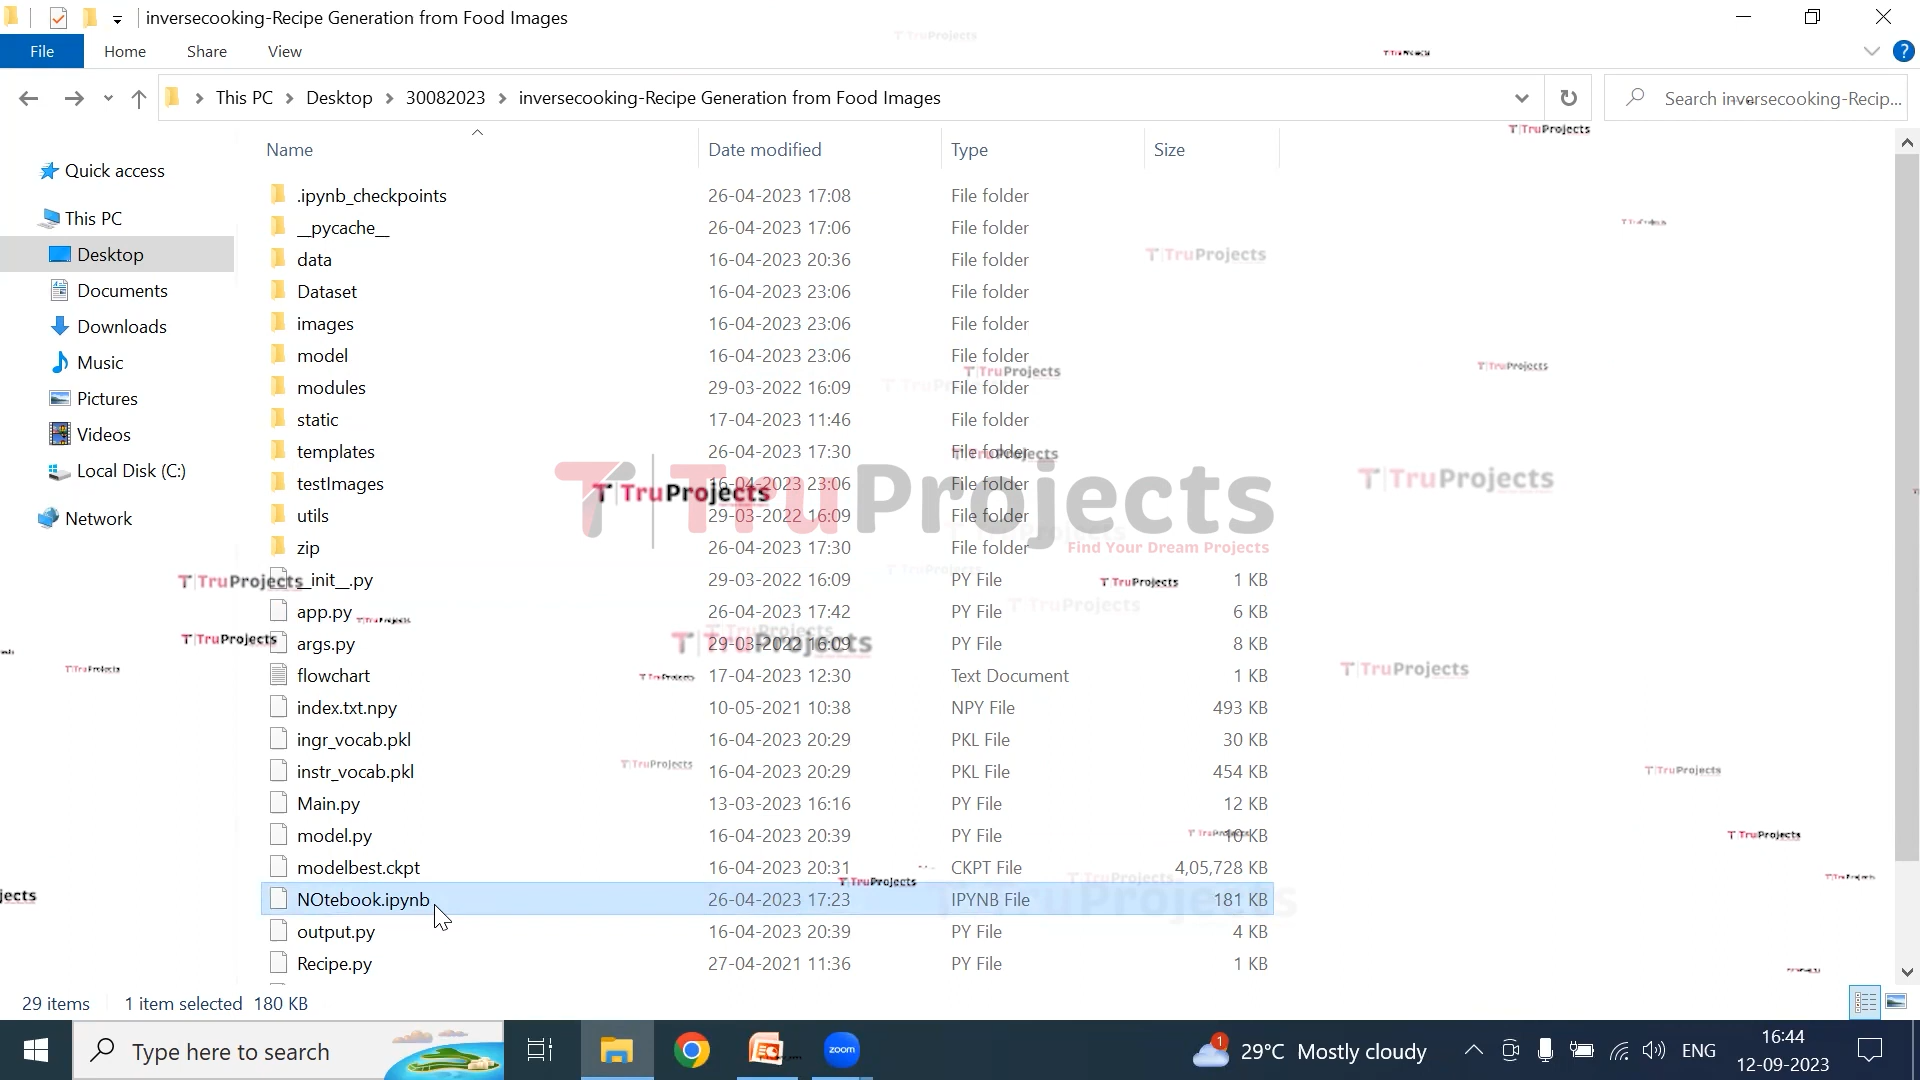 inversecooking-Recipe Generation from Food Images
File Home Share View
This PC Desktop 30082023 inversecooking-Recipe Generation from Food Images
Search inversecooking-Recip...
Name Date modified Type Size
Quick access
This PC
Desktop
Documents
Downloads
Music
Pictures
Videos
Local Disk (C:)
Network
.ipynb_checkpoints 26-04-2023 17:08 File folder
__pycache__ 26-04-2023 17:06 File folder
data 16-04-2023 20:36 File folder
Dataset 16-04-2023 23:06 File folder
images 16-04-2023 23:06 File folder
model 16-04-2023 23:06 File folder
modules 29-03-2022 16:09 File folder
static 17-04-2023 11:46 File folder
templates 26-04-2023 17:30 File folder
testImages 16-04-2023 23:06 File folder
utils 29-03-2022 16:09 File folder
zip 26-04-2023 17:30 File folder
__init__.py 29-03-2022 16:09 PY File 1 KB
app.py 26-04-2023 17:42 PY File 6 KB
args.py 29-03-2022 16:09 PY File 8 KB
flowchart 17-04-2023 12:30 Text Document 1 KB
index.txt.npy 10-05-2021 10:38 NPY File 493 KB
ingr_vocab.pkl 16-04-2023 20:29 PKL File 30 KB
instr_vocab.pkl 16-04-2023 20:29 PKL File 454 KB
Main.py 13-03-2022 16:16 PY File 12 KB
model.py 16-04-2023 20:39 PY File 10 KB
modelbest.ckpt 16-04-2023 20:31 CKPT File 4,05,728 KB
NOtebook.ipynb 26-04-2023 17:23 IPYNB File 181 KB
output.py 16-04-2023 20:39 PY File 4 KB
Recipe.py 27-04-2021 11:36 PY File 1 KB
TruProjects
Find Your Dream Projects
29 items 1 item selected 180 KB
Type here to search
zoom
1
29°C Mostly cloudy
ENG
16:44
12-09-2023